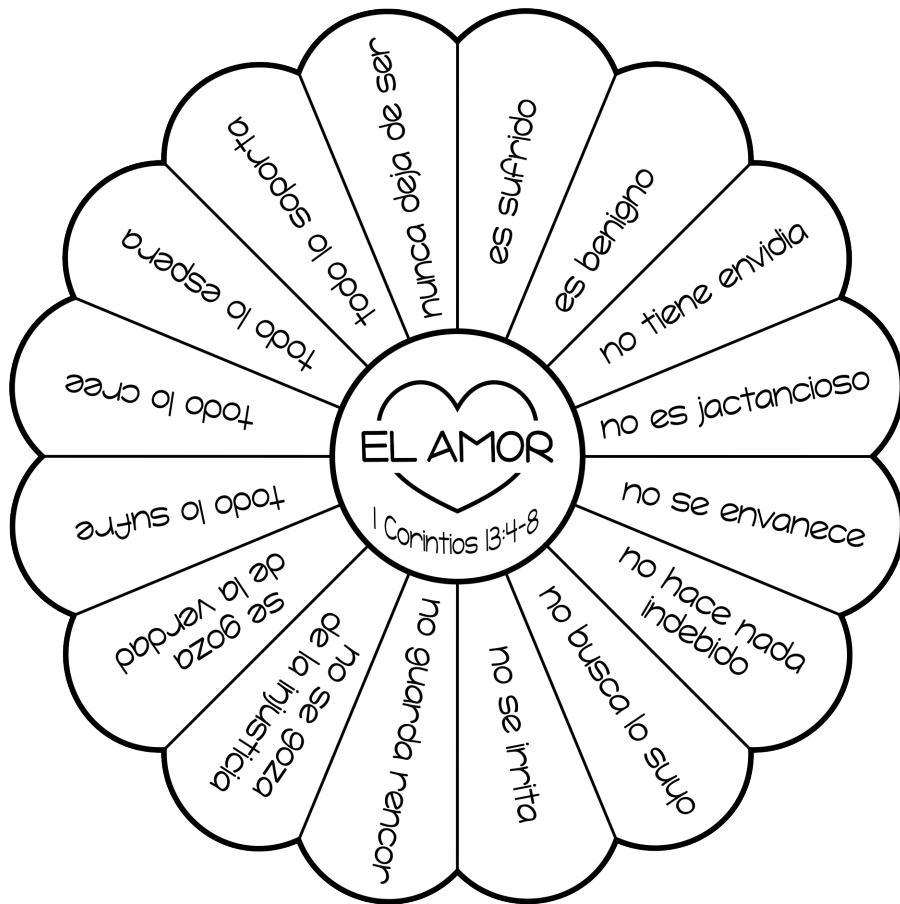 EL AMOR
1 Corintios 13:4-8
es sufrido
es benigno
no tiene envidia
no es jactancioso
no se envanece
no hace nada
indebido
no busca lo suyo
no se irrita
no guarda rencor
no se goza
de la injusticia
se goza
de la verdad
todo lo sufre
todo lo cree
todo lo espera
todo lo soporta
nunca deja de ser